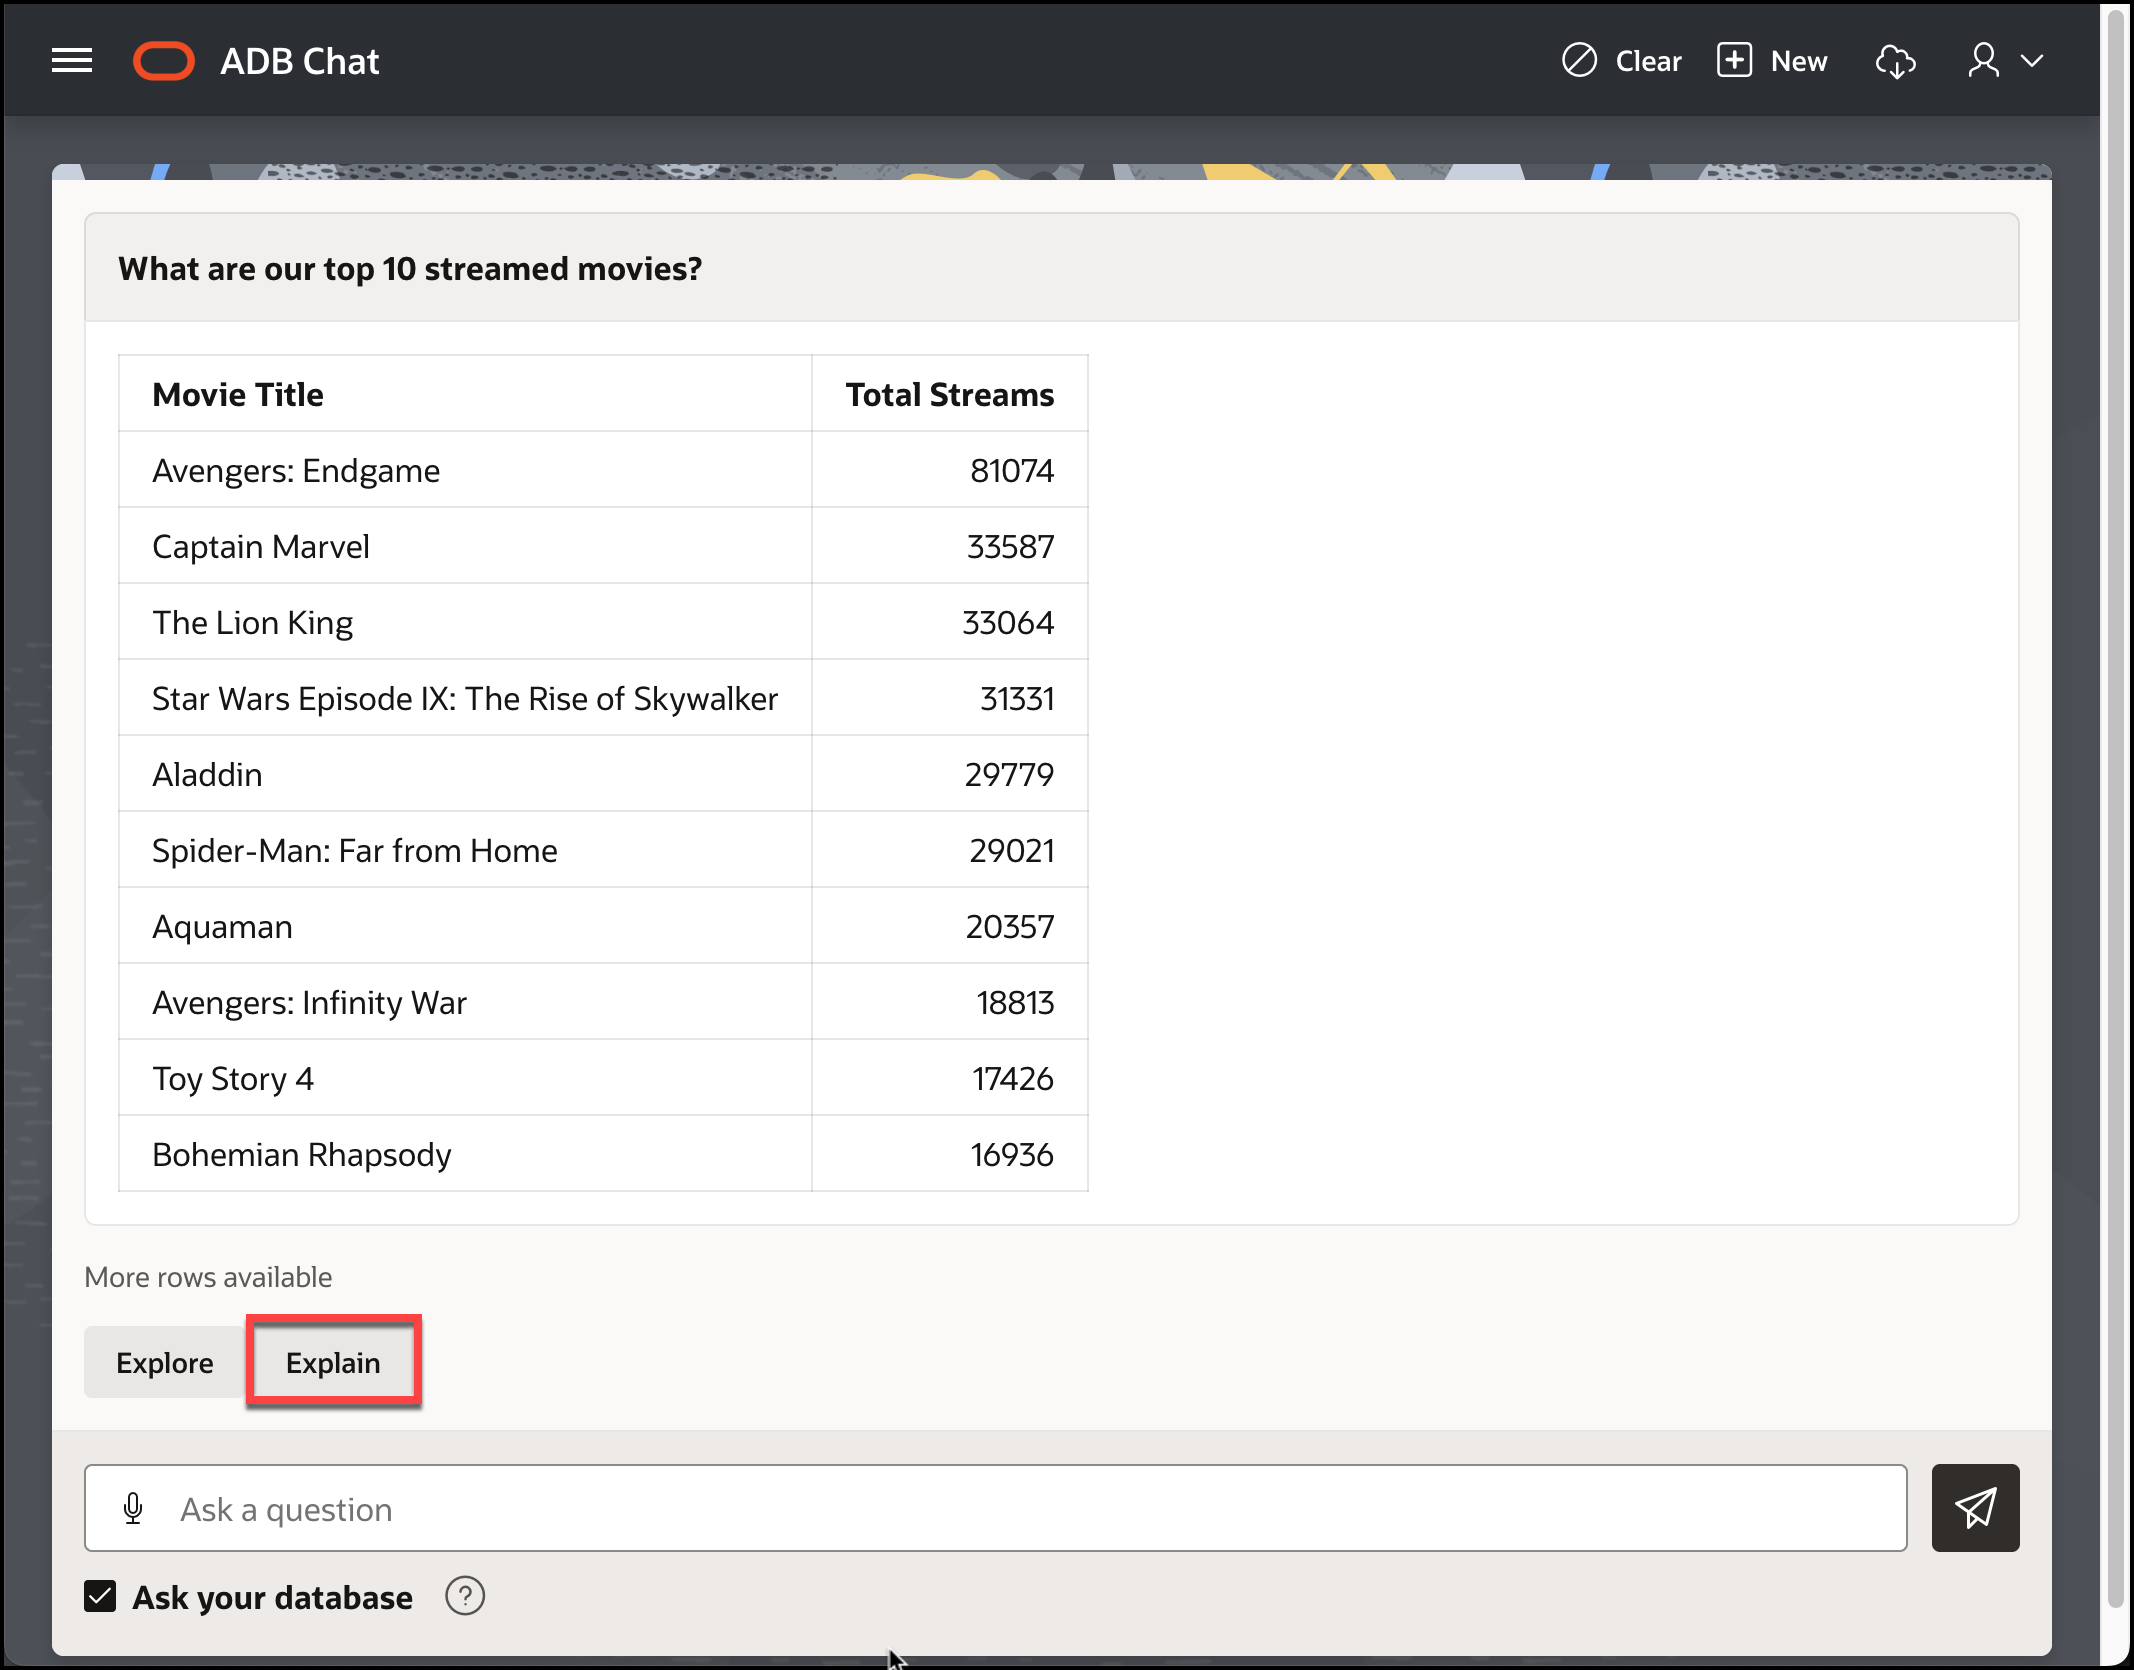 ADB Chat
Clear
New
What are our top 10 streamed movies?
Movie Title Total Streams
Avengers: Endgame 81074
Captain Marvel 33587
The Lion King 33064
Star Wars Episode IX: The Rise of Skywalker 31331
Aladdin 29779
Spider-Man: Far from Home 29021
Aquaman 20357
Avengers: Infinity War 18813
Toy Story 4 17426
Bohemian Rhapsody 16936
More rows available
Explore Explain
Ask a question
Ask your database ?